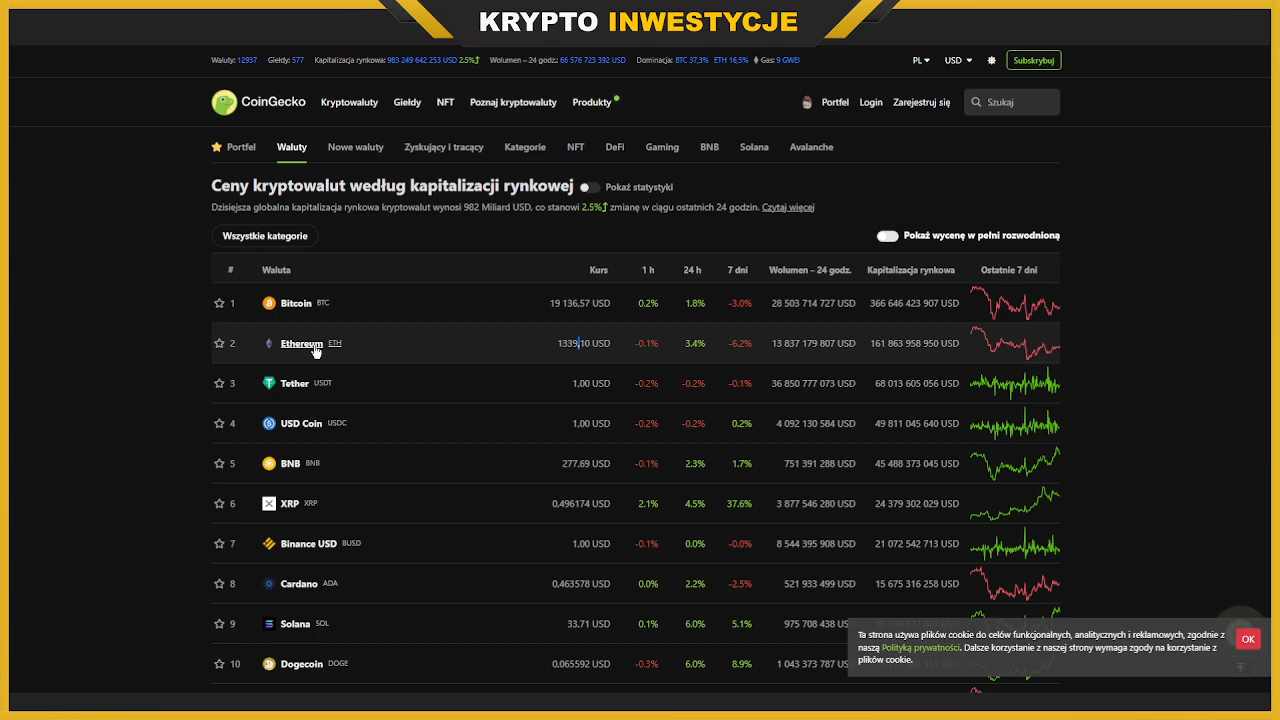 KRYPTO INWESTYCJE
Waluty: 12937 Giełdy: 577 Kapitalizacja rynkowa: 983 249 642 253 USD 2.5% Wolumen – 24 godz.: 66 576 723 392 USD Dominacja: BTC 37,3% ETH 16,5% Gas: 9 GWEI PL USD Subskrybuj
CoinGecko Kryptowaluty Giełdy NFT Poznaj kryptowaluty Produkty Portfel Login Zarejestruj się Szukaj
Portfel Waluty Nowe waluty Zyskujący i tracący Kategorie NFT DeFi Gaming BNB Solana Avalanche
Ceny kryptowalut według kapitalizacji rynkowej Pokaż statystyki
Dzisiejsza globalna kapitalizacja rynkowa kryptowalut wynosi 982 Miliard USD, co stanowi 2.5% zmianę w ciągu ostatnich 24 godzin. Czytaj więcej
Wszystkie kategorie Pokaż wycenę w pełni rozwodnioną
# Waluta Kurs 1 h 24 h 7 dni Wolumen – 24 godz. Kapitalizacja rynkowa Ostatnie 7 dni
1 Bitcoin BTC 19 136,57 USD 0.2% 1.8% -3.0% 28 503 714 727 USD 366 646 423 907 USD
2 Ethereum ETH 1339,10 USD -0.1% 3.4% -6.2% 13 837 179 807 USD 161 863 958 950 USD
3 Tether USDT 1,00 USD -0.2% -0.2% -0.1% 36 850 777 073 USD 68 013 605 056 USD
4 USD Coin USDC 1,00 USD -0.2% -0.2% 0.2% 4 092 130 584 USD 49 811 045 640 USD
5 BNB BNB 277,69 USD -0.1% 2.3% 1.7% 751 391 288 USD 45 488 373 045 USD
6 XRP XRP 0,496174 USD 2.1% 4.5% 37.6% 3 877 546 280 USD 24 379 302 029 USD
7 Binance USD BUSD 1,00 USD -0.1% 0.0% -0.0% 8 544 395 908 USD 21 072 542 713 USD
8 Cardano ADA 0,463578 USD 0.0% 2.2% -2.5% 521 933 499 USD 15 675 316 258 USD
9 Solana SOL 33,71 USD 0.1% 6.0% 5.1% 975 708 438 USD
10 Dogecoin DOGE 0,065592 USD -0.3% 6.0% 8.9% 1 043 373 787
Ta strona używa plików cookie do celów funkcjonalnych, analitycznych i reklamowych, zgodnie z
naszą Polityką prywatności. Dalsze korzystanie z naszej strony wymaga zgody na korzystanie z
plików cookie.
OK